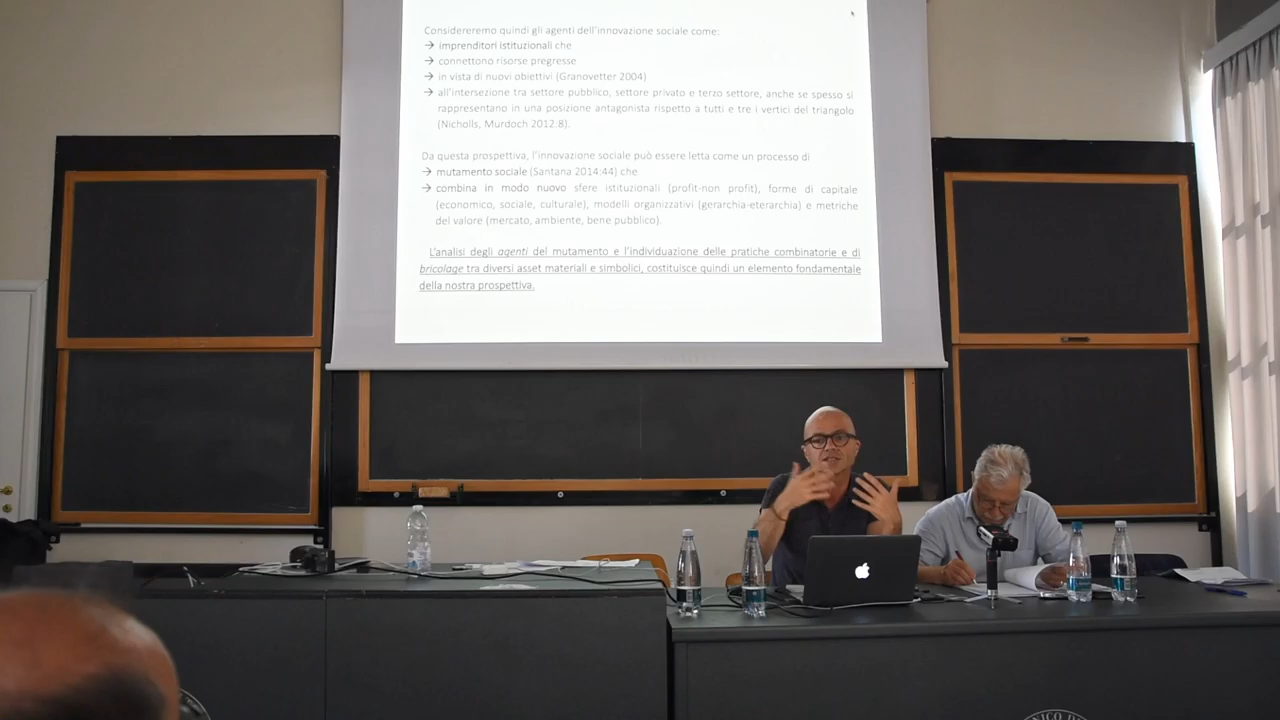 Considereremo quindi gli agenti dell'innovazione sociale come:
→ imprenditori istituzionali che
→ connettono risorse pregresse
→ in vista di nuovi obiettivi (Granovetter 2004)
→ all'intersezione tra settore pubblico, settore privato e terzo settore, anche se spesso si
rappresentano in una posizione antagonista rispetto a tutti e tre i vertici del triangolo
(Nicholls, Murdoch 2012:8).
Da questa prospettiva, l'innovazione sociale può essere letta come un processo di
→ mutamento sociale (Santana 2014:44) che
→ combina in modo nuovo sfere istituzionali (profit-non profit), forme di capitale
(economico, sociale, culturale), modelli organizzativi (gerarchia-eterarchia) e metriche
del valore (mercato, ambiente, bene pubblico).
L'analisi degli agenti del mutamento e l'individuazione delle pratiche combinatorie e di
bricolage tra diversi asset materiali e simbolici, costituisce quindi un elemento fondamentale
della nostra prospettiva.